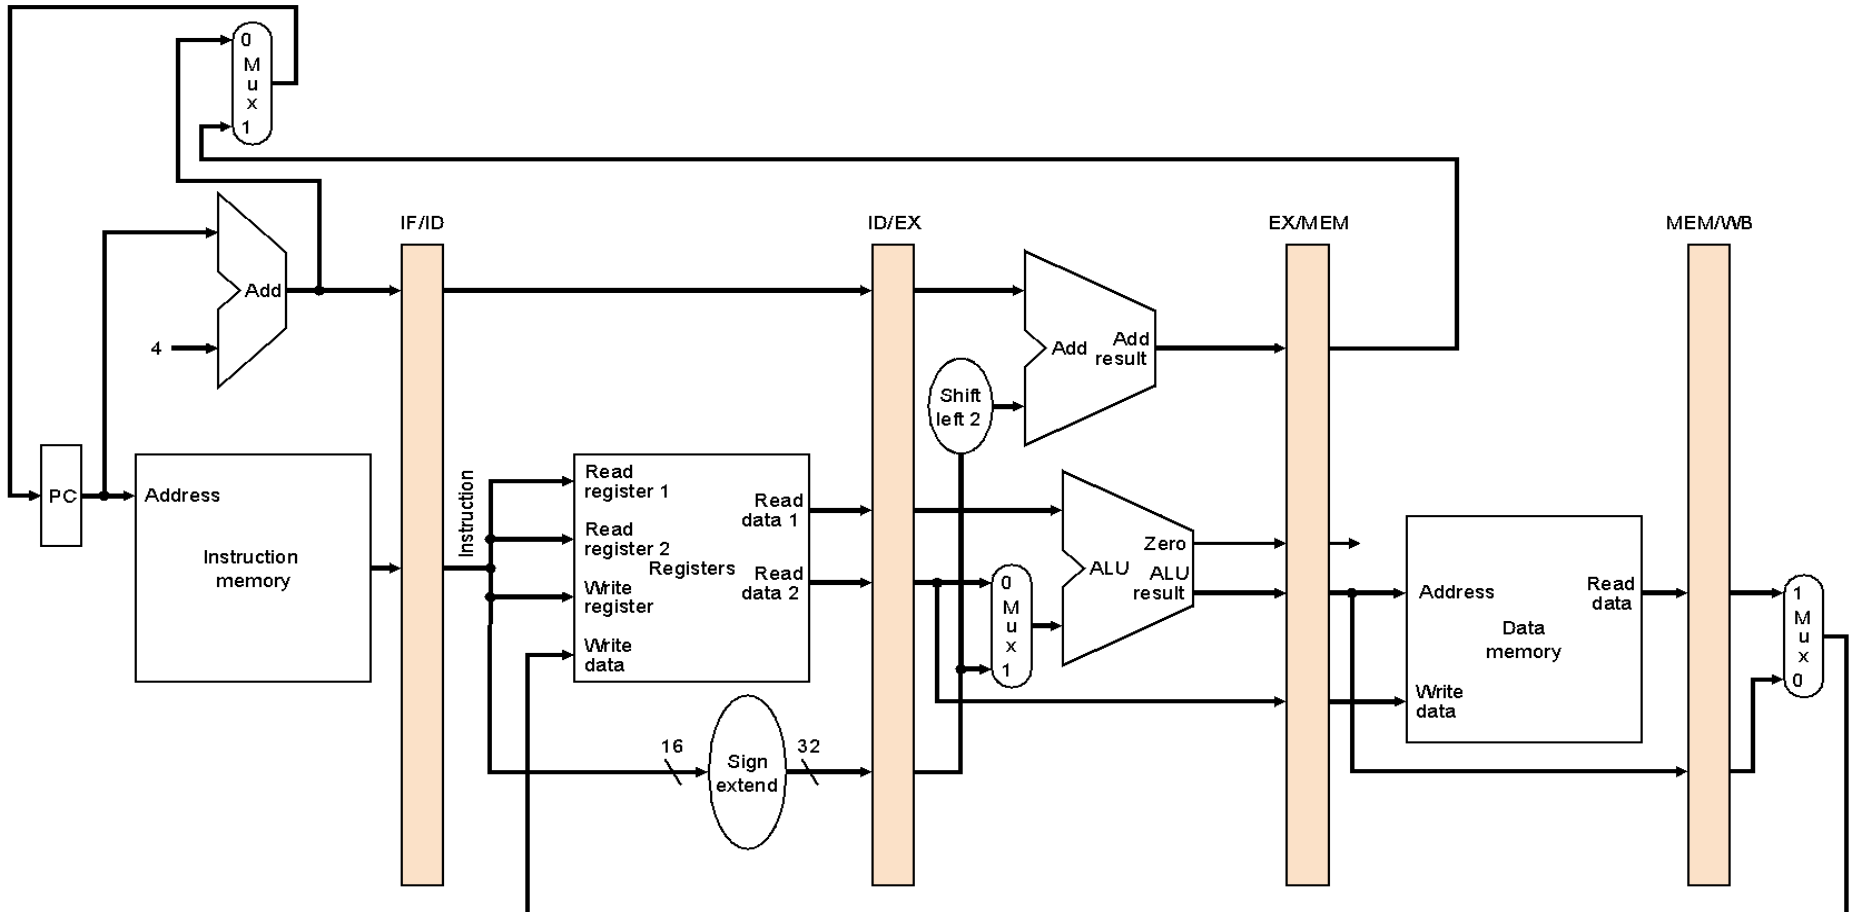 0
M
u
x
1
IF/ID
ID/EX
EX/MEM
MEM/WB
Add
4
Add
Add
result
Shift
left 2
PC
Address
Instruction
memory
Instruction
Read
register 1
Read
register 2
Write
register
Write
data
Registers
Read
data 1
Read
data 2
16
Sign
extend
32
0
M
u
x
1
Zero
ALU
ALU
result
Address
Read
data
Data
memory
Write
data
1
M
u
x
0